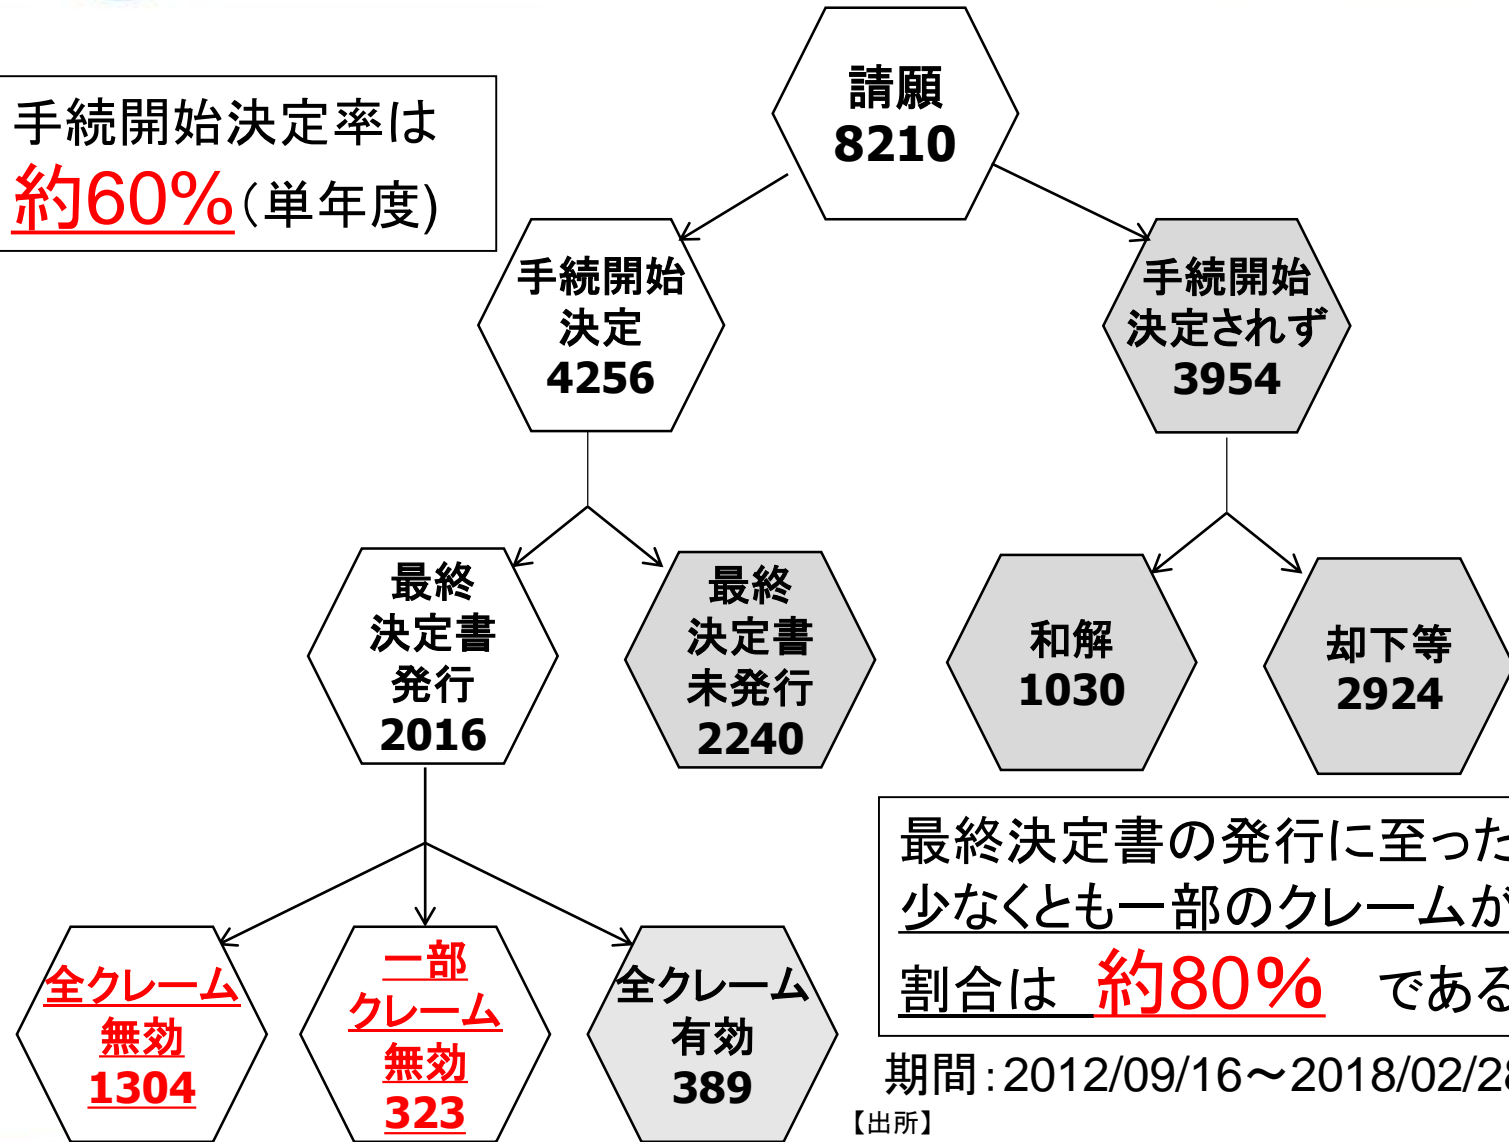 手続開始決定率は
約60%(単年度)
請願
8210
手続開始
決定
4256
手続開始
決定されず
3954
最終
決定書
発行
2016
最終
決定書
未発行
2240
和解
1030
却下等
2924
全クレーム
無効
1304
一部
クレーム
無効
323
全クレーム
有効
389
最終決定書の発行に至った
少なくとも一部のクレームが
割合は 約80% である
期間:2012/09/16～2018/02/28
【出所】